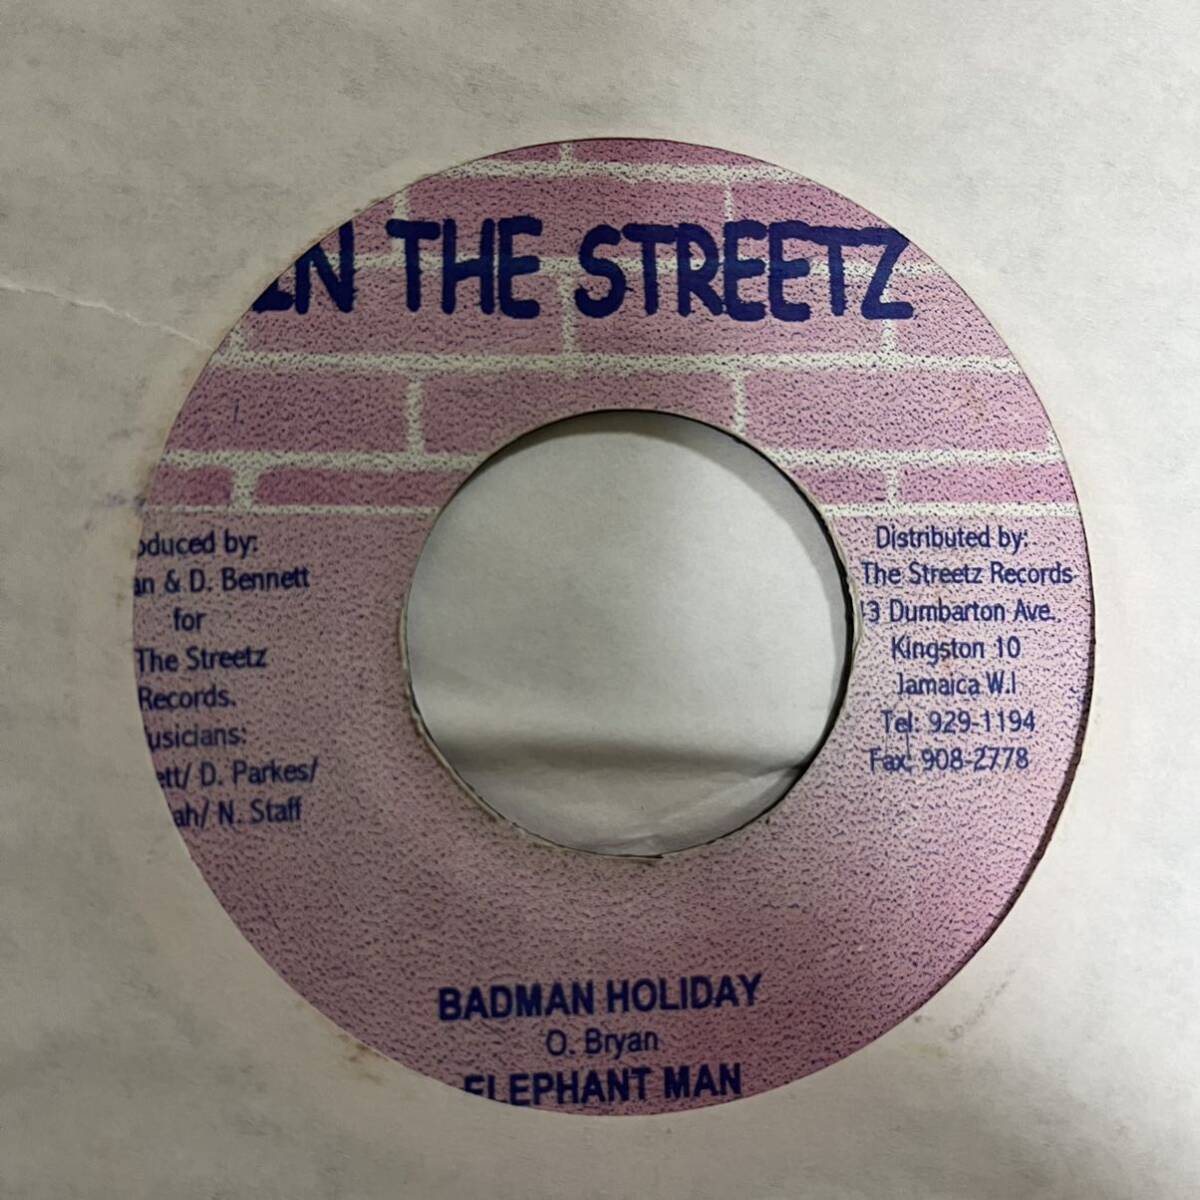 IN THE STREETZ
oduced by:
an & D. Bennett
for
The Streetz
Records.
usicians:
ett/ D. Parkes/
ah/ N. Staff
Distributed by:
The Streetz Records
13 Dumbarton Ave.
Kingston 10
Jamaica W.I
Tel: 929-1194
Fax: 908-2778
BADMAN HOLIDAY
O. Bryan
ELEPHANT MAN